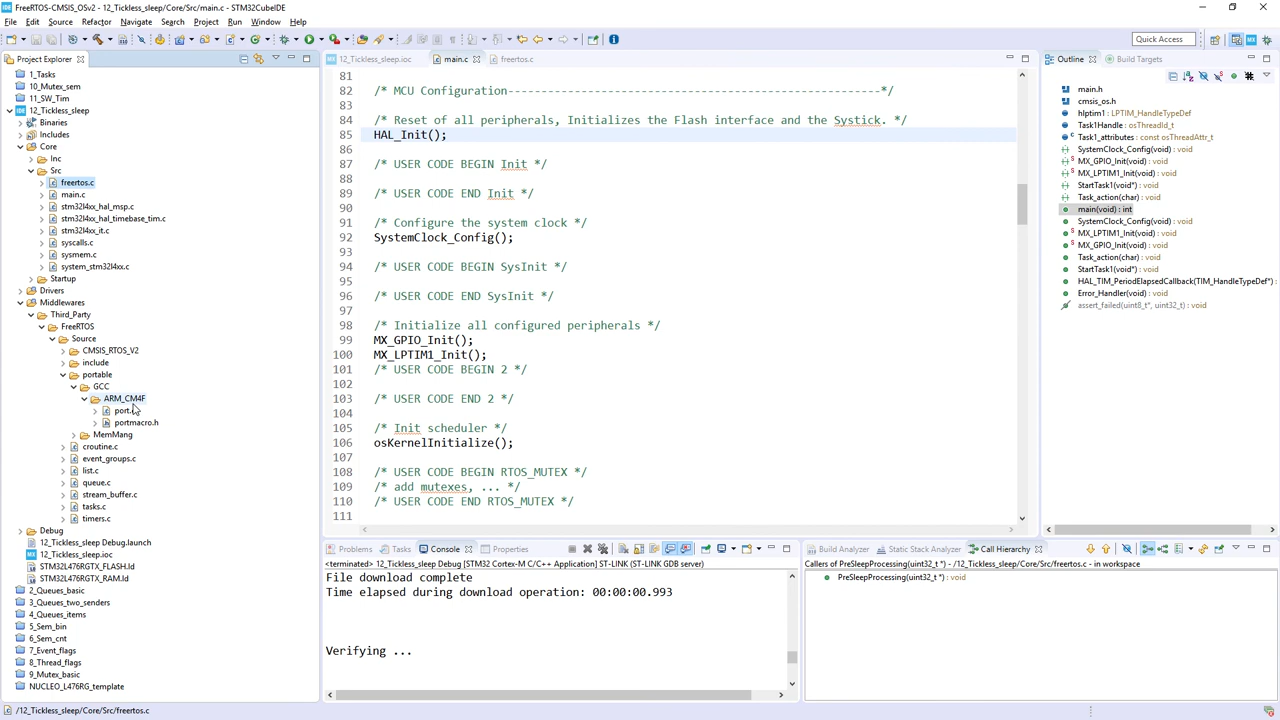 FreeRTOS-CMSIS_OSv2 - 12_Tickless_sleep/Core/Src/main.c - STM32CubeIDE
File Edit Source Refactor Navigate Search Project Run Window Help
Quick Access
Project Explorer
1_Tasks
10_Mutex_sem
11_SW_Tim
12_Tickless_sleep
Binaries
Includes
Core
Inc
Src
freertos.c
main.c
stm32l4xx_hal_msp.c
stm32l4xx_hal_timebase_tim.c
stm32l4xx_it.c
syscalls.c
sysmem.c
system_stm32l4xx.c
Startup
Drivers
Middlewares
Third_Party
FreeRTOS
Source
CMSIS_RTOS_V2
include
portable
GCC
ARM_CM4F
port.c
portmacro.h
MemMang
croutine.c
event_groups.c
list.c
queue.c
stream_buffer.c
tasks.c
timers.c
Debug
12_Tickless_sleep Debug.launch
12_Tickless_sleep.ioc
STM32L476RGTX_FLASH.ld
STM32L476RGTX_RAM.ld
2_Queues_basic
3_Queues_two_senders
4_Queues_items
5_Sem_bin
6_Sem_cnt
7_Event_flags
8_Thread_flags
9_Mutex_basic
NUCLEO_L476RG_template
12_Tickless_sleep.ioc main.c freertos.c
81
82 /* MCU Configuration--------------------------------------------------------*/
83
84 /* Reset of all peripherals, Initializes the Flash interface and the Systick. */
85 HAL_Init();
86
87 /* USER CODE BEGIN Init */
88
89 /* USER CODE END Init */
90
91 /* Configure the system clock */
92 SystemClock_Config();
93
94 /* USER CODE BEGIN SysInit */
95
96 /* USER CODE END SysInit */
97
98 /* Initialize all configured peripherals */
99 MX_GPIO_Init();
100 MX_LPTIM1_Init();
101 /* USER CODE BEGIN 2 */
102
103 /* USER CODE END 2 */
104
105 /* Init scheduler */
106 osKernelInitialize();
107
108 /* USER CODE BEGIN RTOS_MUTEX */
109 /* add mutexes, ... */
110 /* USER CODE END RTOS_MUTEX */
111
Outline Build Targets
main.h
cmsis_os.h
hlptim1 : LPTIM_HandleTypeDef
Task1Handle : osThreadId_t
Task1_attributes : const osThreadAttr_t
SystemClock_Config(void) : void
MX_GPIO_Init(void) : void
MX_LPTIM1_Init(void) : void
StartTask1(void*) : void
Task_action(char) : void
main(void) : int
SystemClock_Config(void) : void
MX_LPTIM1_Init(void) : void
MX_GPIO_Init(void) : void
Task_action(char) : void
StartTask1(void*) : void
HAL_TIM_PeriodElapsedCallback(TIM_HandleTypeDef*) :
Error_Handler(void) : void
assert_failed(uint8_t*, uint32_t) : void
Problems Tasks Console Properties
<terminated> 12_Tickless_sleep Debug [STM32 Cortex-M C/C++ Application] ST-LINK (ST-LINK GDB server)
File download complete
Time elapsed during download operation: 00:00:00.993
Verifying ...
Build Analyzer Static Stack Analyzer Call Hierarchy
Callers of PreSleepProcessing(uint32_t *) - /12_Tickless_sleep/Core/Src/freertos.c - in workspace
PreSleepProcessing(uint32_t *) : void
/12_Tickless_sleep/Core/Src/freertos.c